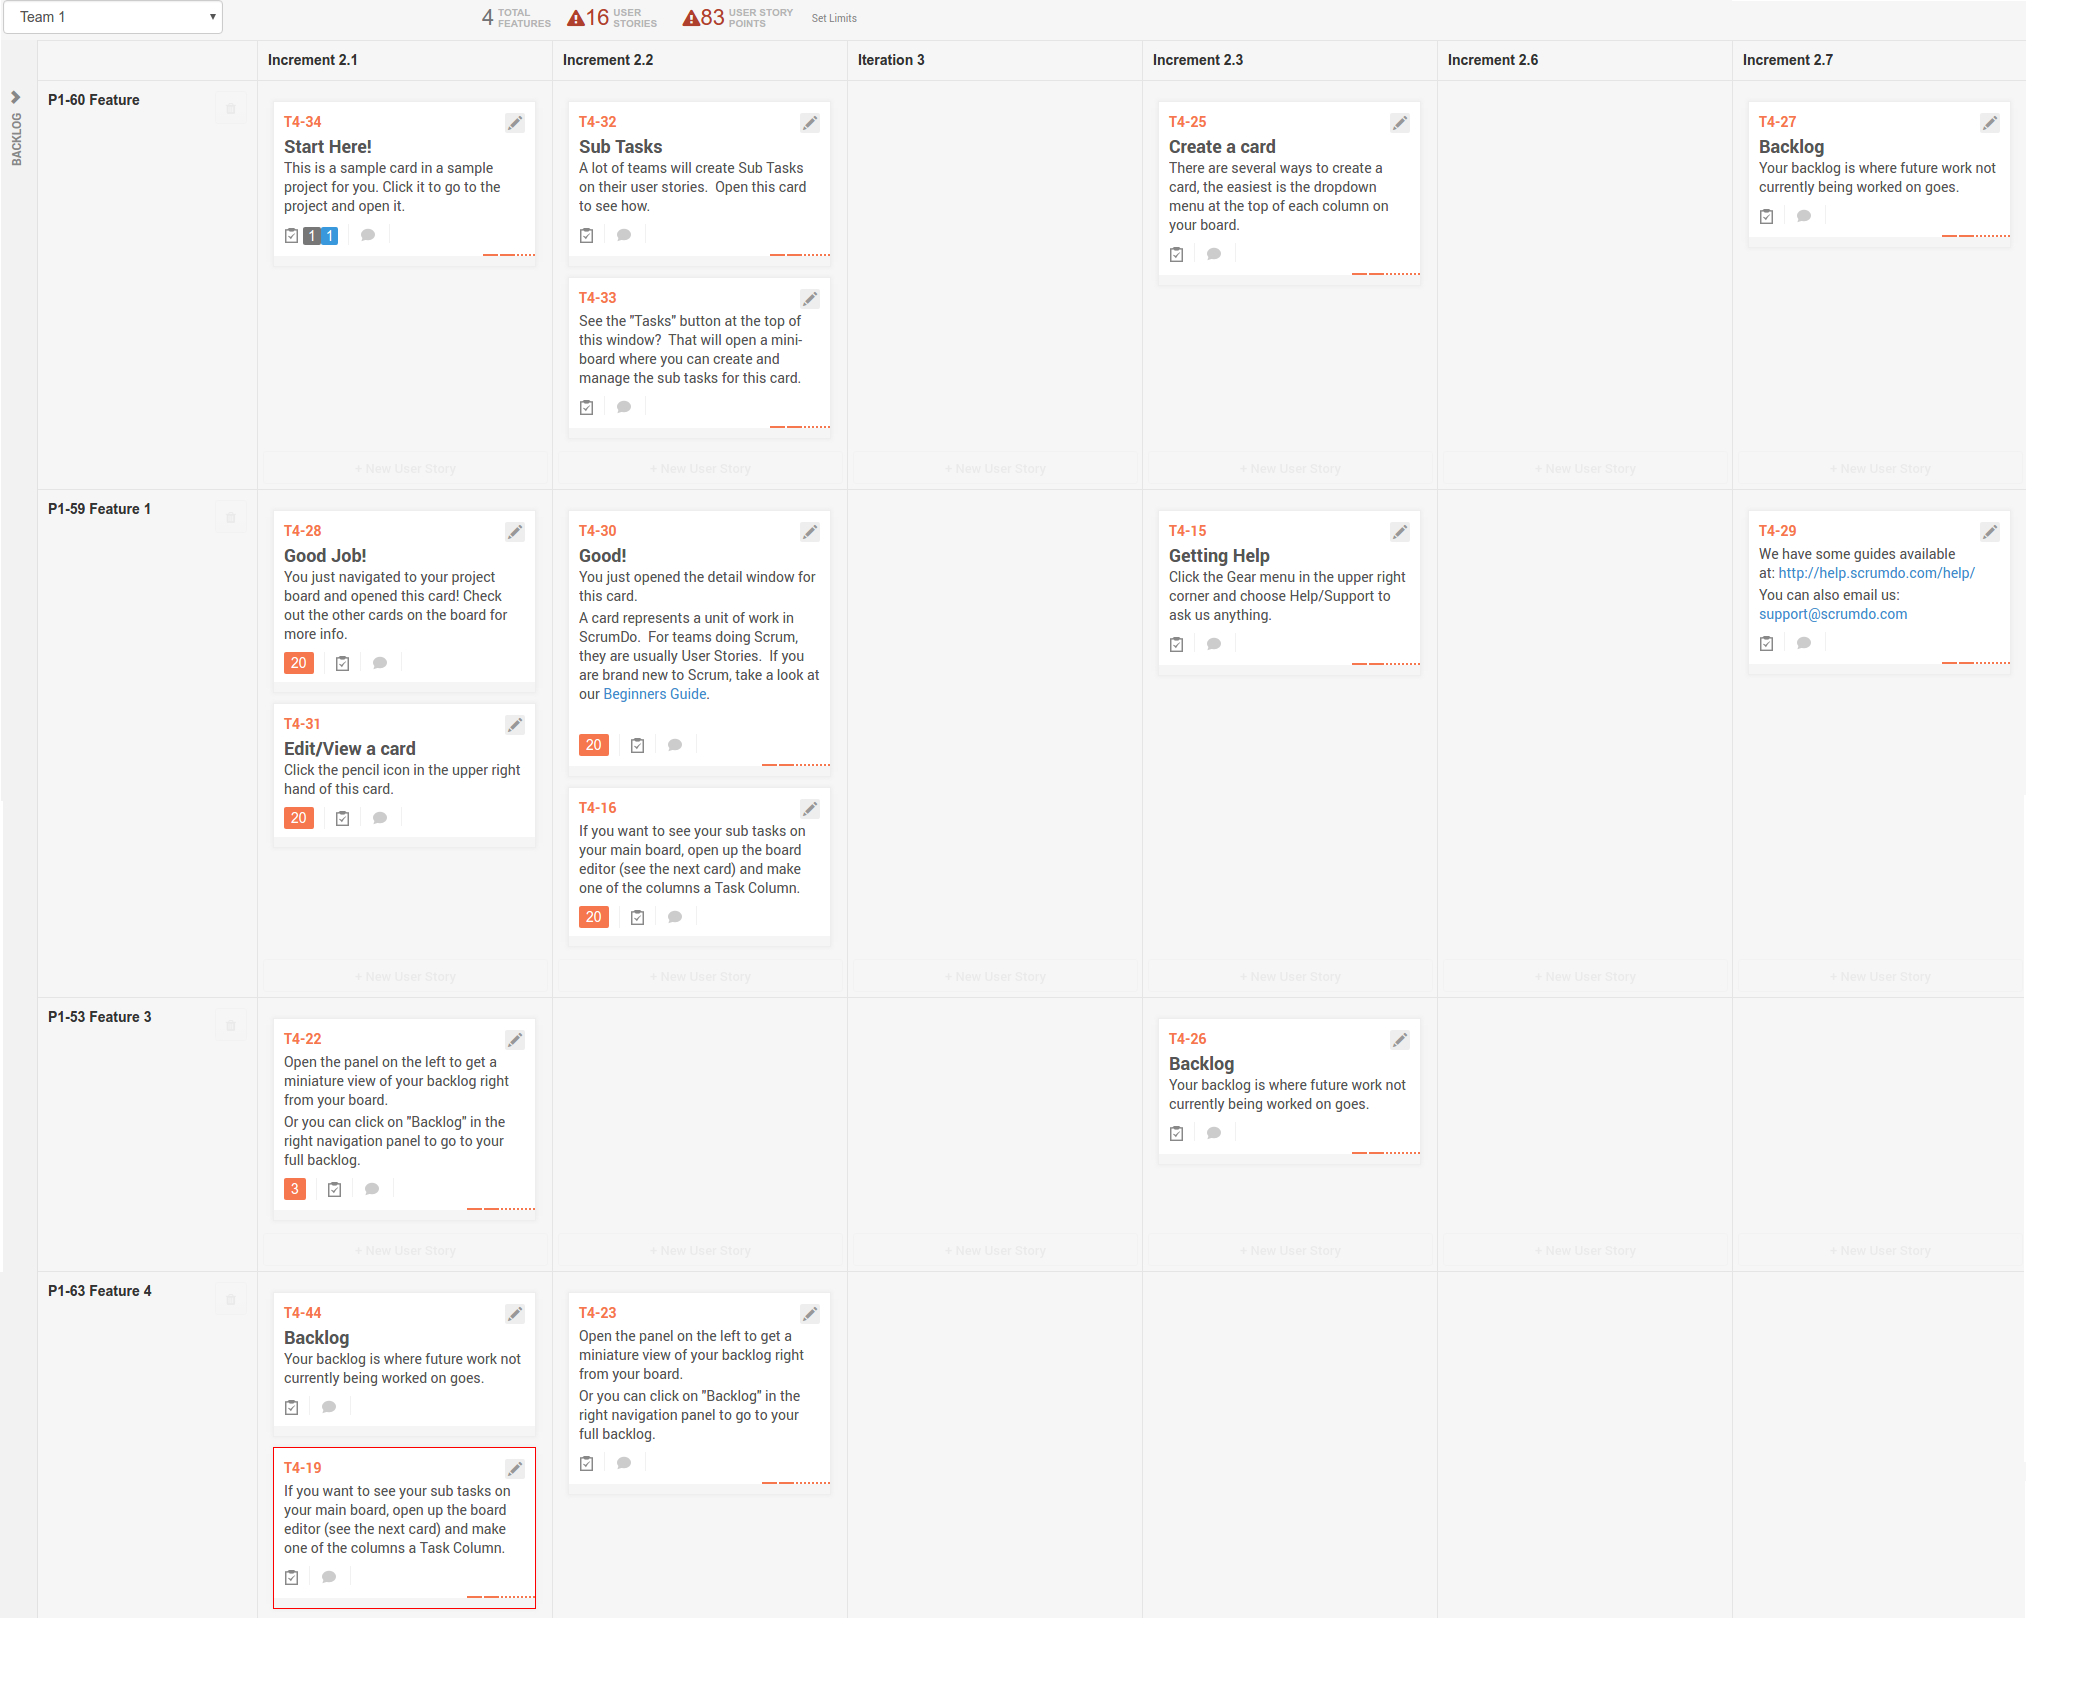 Team 1
4 TOTAL FEATURES
16 USER STORIES
83 USER STORY POINTS
Set Limits
BACKLOG
Increment 2.1
Increment 2.2
Iteration 3
Increment 2.3
Increment 2.6
Increment 2.7
P1-60 Feature
T4-34
Start Here!
This is a sample card in a sample
project for you. Click it to go to the
project and open it.
1 1
T4-32
Sub Tasks
A lot of teams will create Sub Tasks
on their user stories.  Open this card
to see how.
T4-33
See the "Tasks" button at the top of
this window?  That will open a mini-
board where you can create and
manage the sub tasks for this card.
T4-25
Create a card
There are several ways to create a
card, the easiest is the dropdown
menu at the top of each column on
your board.
T4-27
Backlog
Your backlog is where future work not
currently being worked on goes.
+ New User Story
+ New User Story
+ New User Story
+ New User Story
+ New User Story
+ New User Story
P1-59 Feature 1
T4-28
Good Job!
You just navigated to your project
board and opened this card! Check
out the other cards on the board for
more info.
20
T4-31
Edit/View a card
Click the pencil icon in the upper right
hand of this card.
20
T4-30
Good!
You just opened the detail window for
this card.
A card represents a unit of work in
ScrumDo.  For teams doing Scrum,
they are usually User Stories.  If you
are brand new to Scrum, take a look at
our Beginners Guide.
20
T4-16
If you want to see your sub tasks on
your main board, open up the board
editor (see the next card) and make
one of the columns a Task Column.
20
T4-15
Getting Help
Click the Gear menu in the upper right
corner and choose Help/Support to
ask us anything.
T4-29
We have some guides available
at: http://help.scrumdo.com/help/
You can also email us:
support@scrumdo.com
+ New User Story
+ New User Story
+ New User Story
+ New User Story
+ New User Story
+ New User Story
P1-53 Feature 3
T4-22
Open the panel on the left to get a
miniature view of your backlog right
from your board.
Or you can click on "Backlog" in the
right navigation panel to go to your
full backlog.
3
T4-26
Backlog
Your backlog is where future work not
currently being worked on goes.
+ New User Story
+ New User Story
+ New User Story
+ New User Story
+ New User Story
+ New User Story
P1-63 Feature 4
T4-44
Backlog
Your backlog is where future work not
currently being worked on goes.
T4-19
If you want to see your sub tasks on
your main board, open up the board
editor (see the next card) and make
one of the columns a Task Column.
T4-23
Open the panel on the left to get a
miniature view of your backlog right
from your board.
Or you can click on "Backlog" in the
right navigation panel to go to your
full backlog.